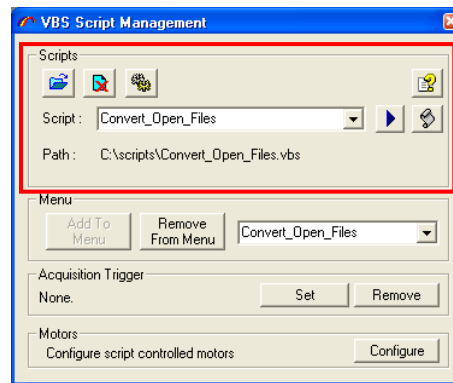 VBS Script Management
Scripts
Script : Convert_Open_Files
Path : C:\scripts\Convert_Open_Files.vbs
Menu
Add To Menu Remove From Menu Convert_Open_Files
Acquisition Trigger
None. Set Remove
Motors
Configure script controlled motors Configure